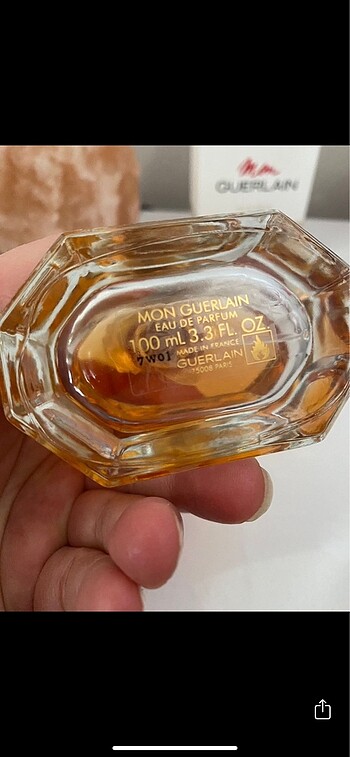 Mon
GUERLAIN
MON GUERLAIN
EAU DE PARFUM
100 mL 3.3 FL. OZ.
7W01 MADE IN FRANCE
GUERLAIN
75008 PARIS